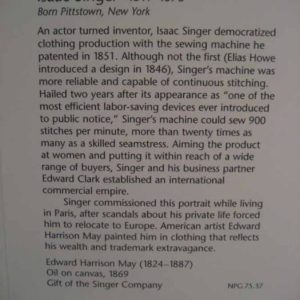 Born Pittstown, New York
An actor turned inventor, Isaac Singer democratized
clothing production with the sewing machine he
patented in 1851. Although not the first (Elias Howe
introduced a design in 1846), Singer's machine was
more reliable and capable of continuous stitching.
Hailed two years after its appearance as "one of the
most efficient labor-saving devices ever introduced
to public notice," Singer's machine could sew 900
stitches per minute, more than twenty times as
many as a skilled seamstress. Aiming the product
at women and putting it within reach of a wide
range of buyers, Singer and his business partner
Edward Clark established an international
commercial empire.
Singer commissioned this portrait while living
in Paris, after scandals about his private life forced
him to relocate to Europe. American artist Edward
Harrison May painted him in clothing that reflects
his wealth and trademark extravagance.
Edward Harrison May (1824–1887)
Oil on canvas, 1869
Gift of the Singer Company NPG.75.37